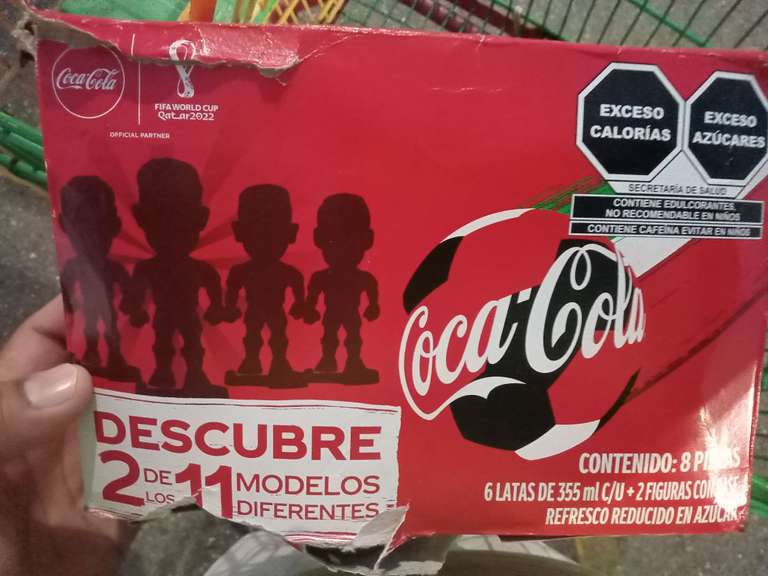 Coca-Cola
FIFA WORLD CUP
Qatar2022
OFFICIAL PARTNER
EXCESO
CALORÍAS
EXCESO
AZÚCARES
SECRETARÍA DE SALUD
CONTIENE EDULCORANTES,
NO RECOMENDABLE EN NIÑOS
CONTIENE CAFEÍNA EVITAR EN NIÑOS
Coca-Cola
DESCUBRE
2 DE LOS 11 MODELOS
DIFERENTES
CONTENIDO: 8
6 LATAS DE 355 ml C/U + 2 FIGURAS CON
REFRESCO REDUCIDO EN AZÚCAR